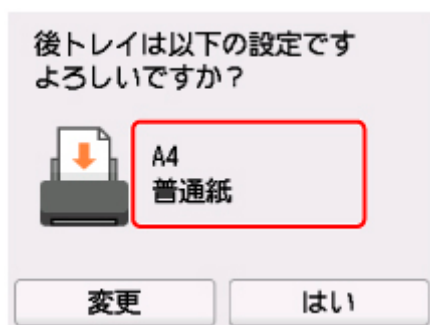 後トレイは以下の設定です
よろしいですか？
A4
普通紙
変更
はい